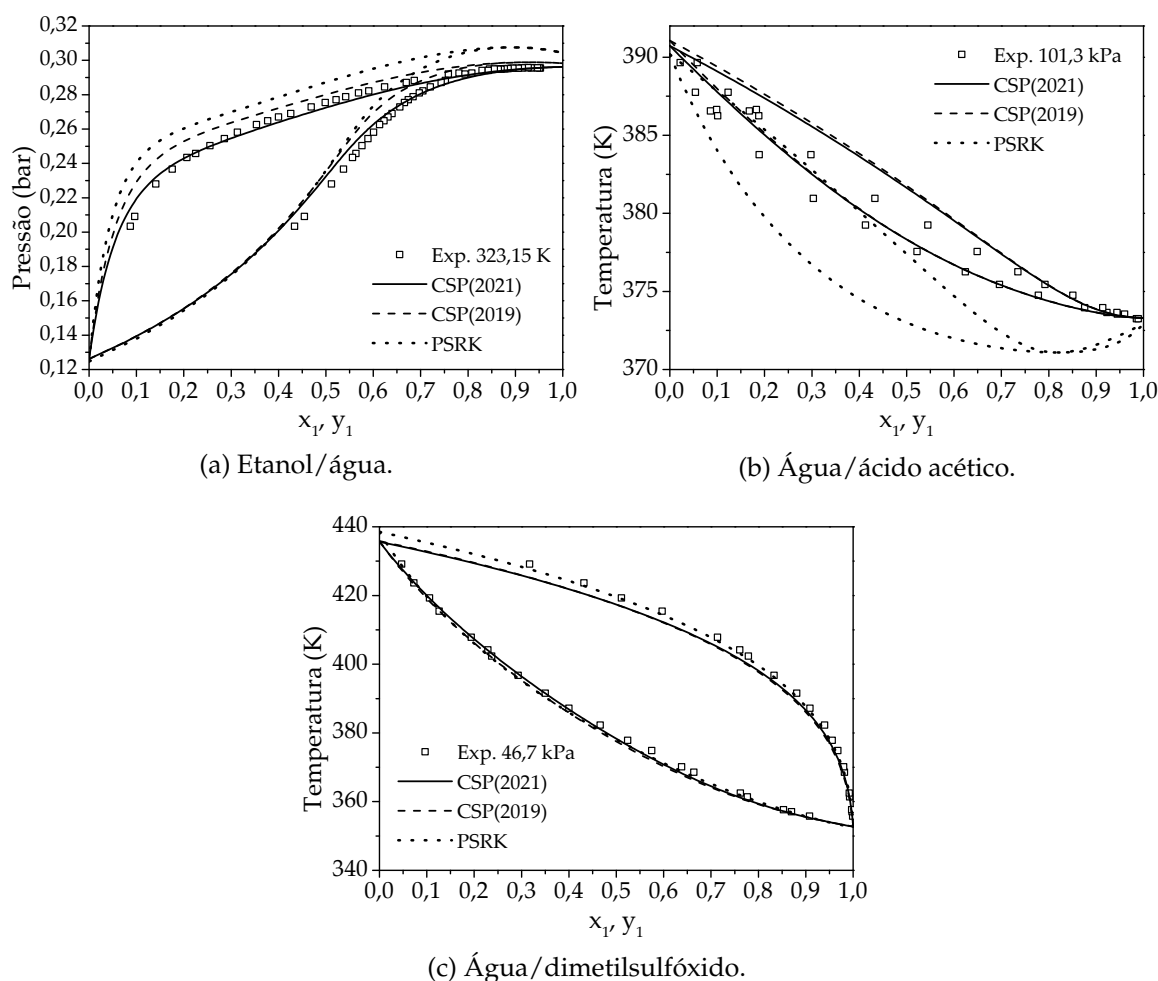 0,32
0,30
0,28
0,26
0,24
0,22
0,20
0,18
0,16
0,14
0,12
Pressão (bar)
Exp. 323,15 K
CSP(2021)
CSP(2019)
PSRK
0,0 0,1 0,2 0,3 0,4 0,5 0,6 0,7 0,8 0,9 1,0
x1, y1
(a) Etanol/água.
390
385
380
375
370
Temperatura (K)
Exp. 101,3 kPa
CSP(2021)
CSP(2019)
PSRK
0,0 0,1 0,2 0,3 0,4 0,5 0,6 0,7 0,8 0,9 1,0
x1, y1
(b) Água/ácido acético.
440
420
400
380
360
340
Temperatura (K)
Exp. 46,7 kPa
CSP(2021)
CSP(2019)
PSRK
0,0 0,1 0,2 0,3 0,4 0,5 0,6 0,7 0,8 0,9 1,0
x1, y1
(c) Água/dimetilsulfóxido.